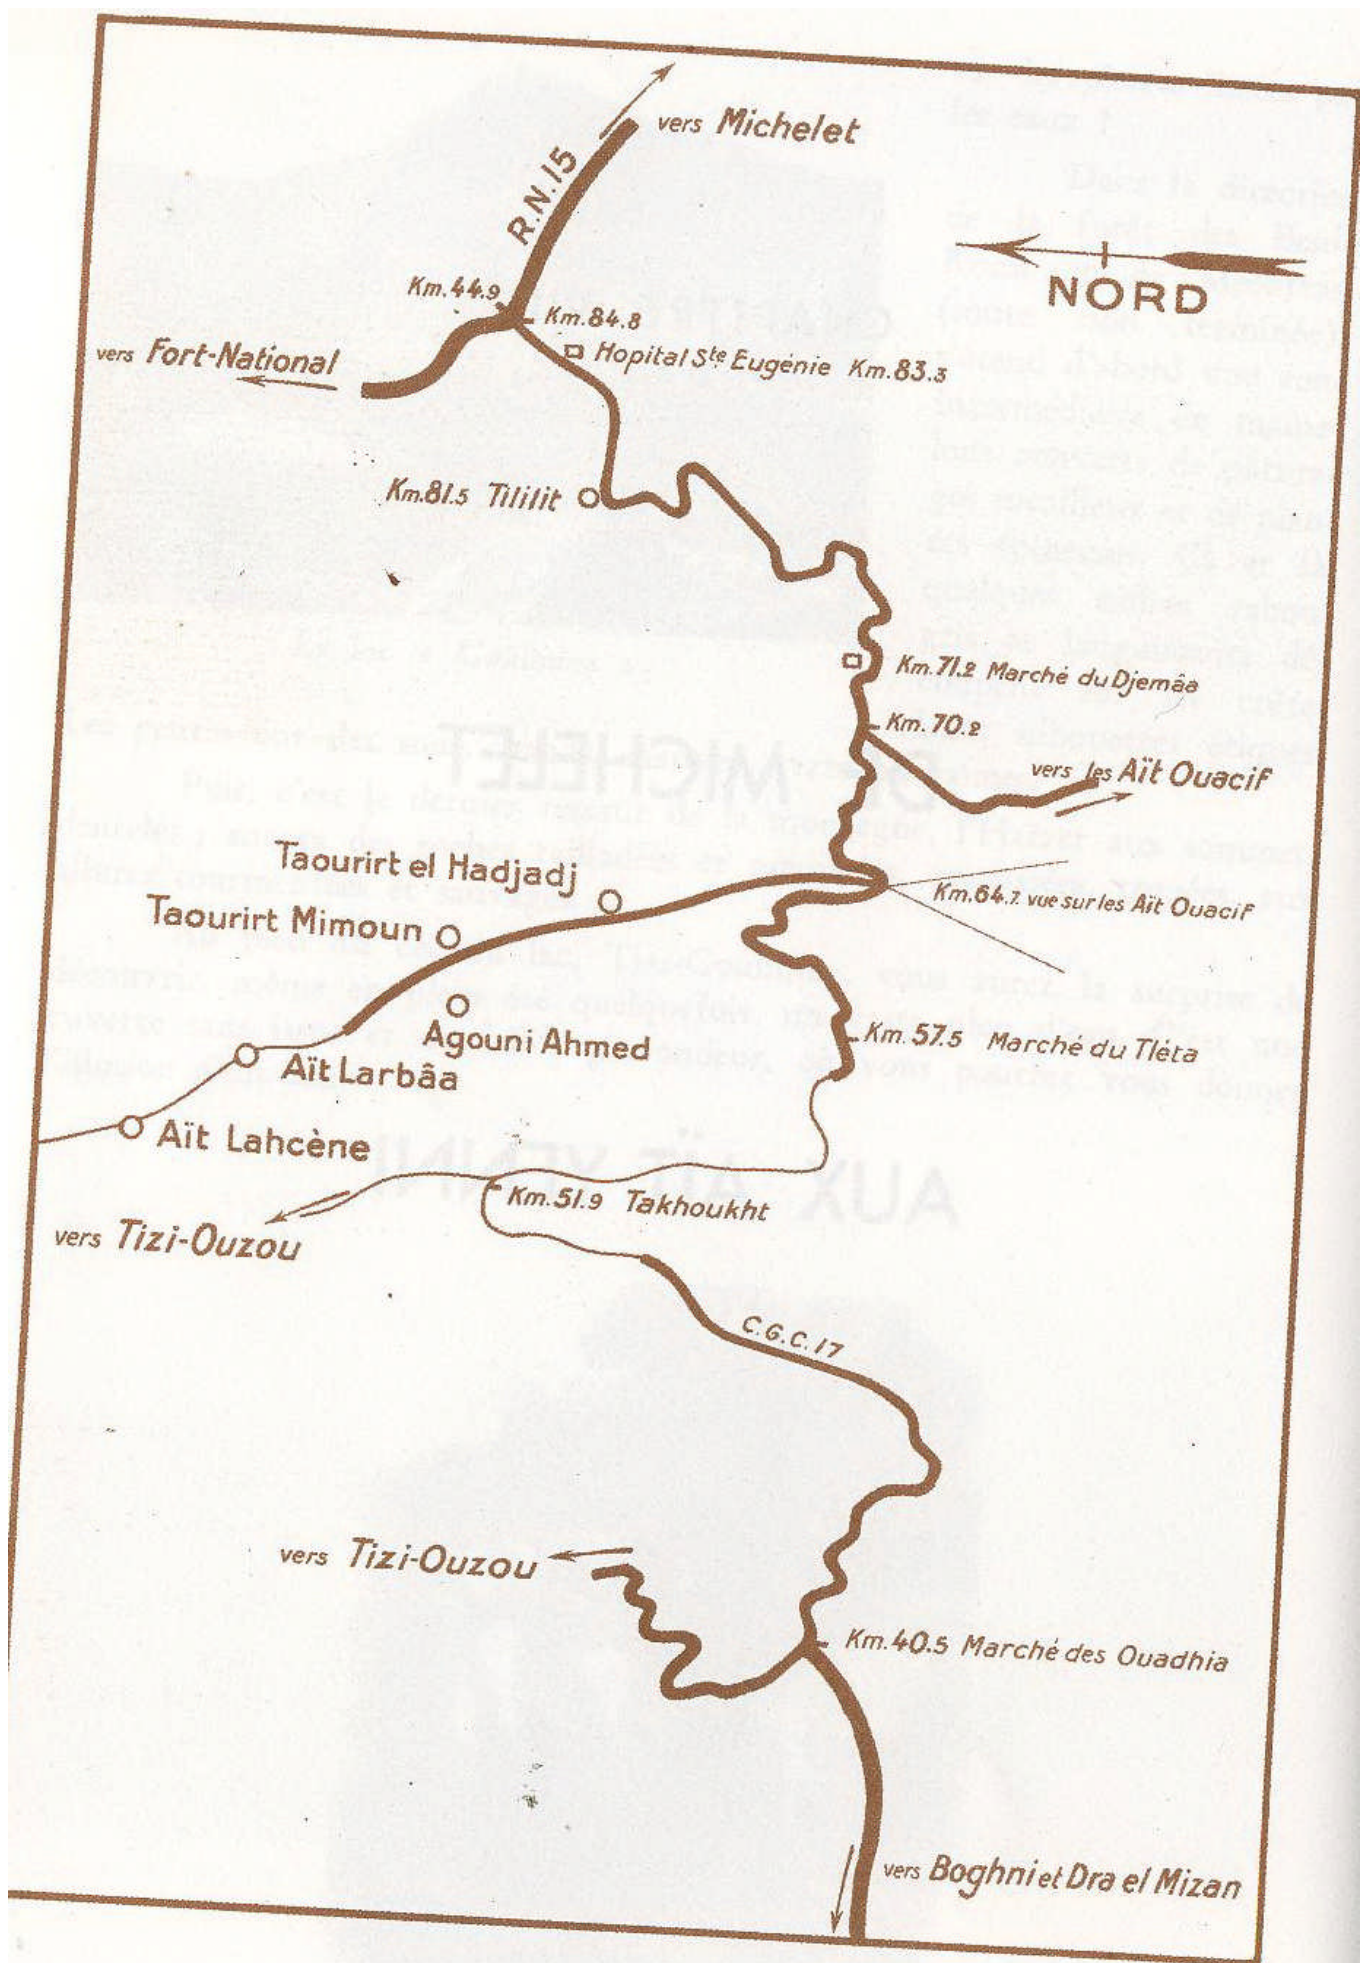 vers Michelet
R.N.15
NORD
Km.44.9
Km.84.8
vers Fort-National
Hopital Ste Eugénie Km.83.3
Km.81.5 Tililit
Km.71.2 Marché du Djemâa
Km.70.2
vers les Aït Ouacif
Taourirt el Hadjadj
Km.64.7. vue sur les Aït Ouacif
Taourirt Mimoun
Agouni Ahmed
Km.57.5 Marché du Tléta
Aït Larbâa
Aït Lahcène
Km.51.9 Takhoukht
vers Tizi-Ouzou
C.G.C.17
vers Tizi-Ouzou
Km.40.5 Marché des Ouadhia
vers Boghni et Dra el Mizan